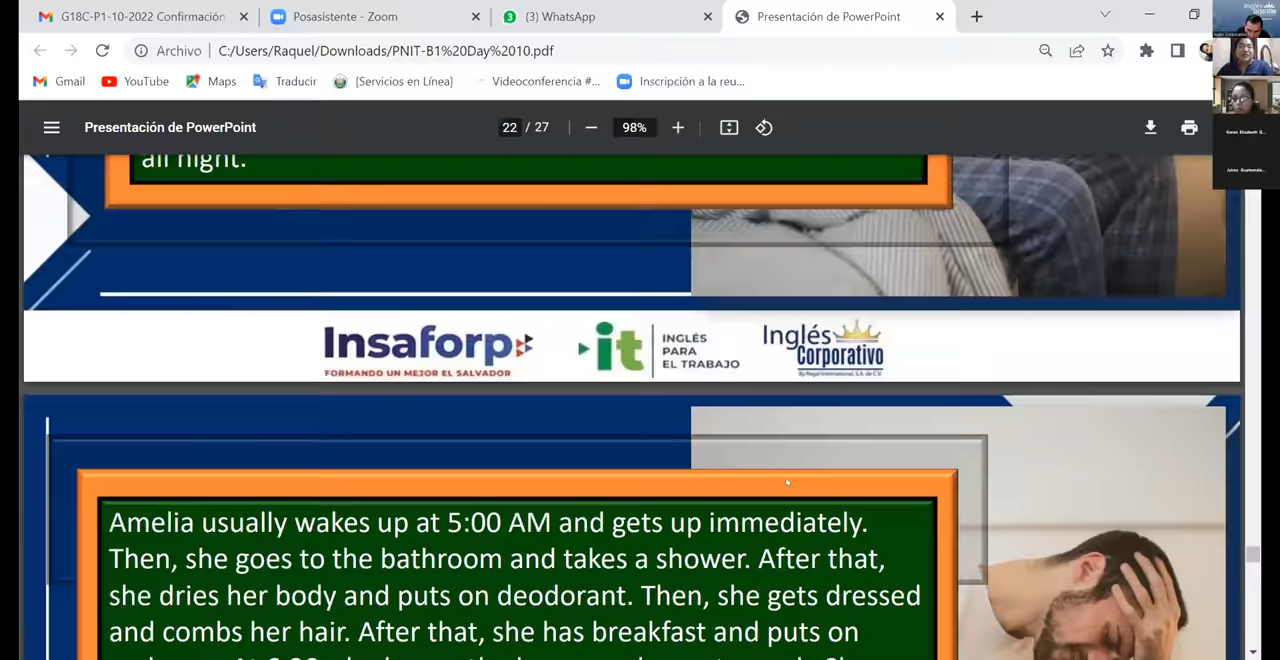 G18C-P1-10-2022 Confirmación
Posasistente - Zoom
(3) WhatsApp
Presentación de PowerPoint
Archivo
C:/Users/Raquel/Downloads/PNIT-B1%20Day%2010.pdf
Gmail
YouTube
Maps
Traducir
[Servicios en Línea]
Videoconferencia #...
Inscripción a la reu...
Presentación de PowerPoint
22 / 27
98%
all night.
Insaforp
FORMANDO UN MEJOR EL SALVADOR
it
INGLÉS
PARA
EL TRABAJO
Inglés
Corporativo
Amelia usually wakes up at 5:00 AM and gets up immediately.
Then, she goes to the bathroom and takes a shower. After that,
she dries her body and puts on deodorant. Then, she gets dressed
and combs her hair. After that, she has breakfast and puts on